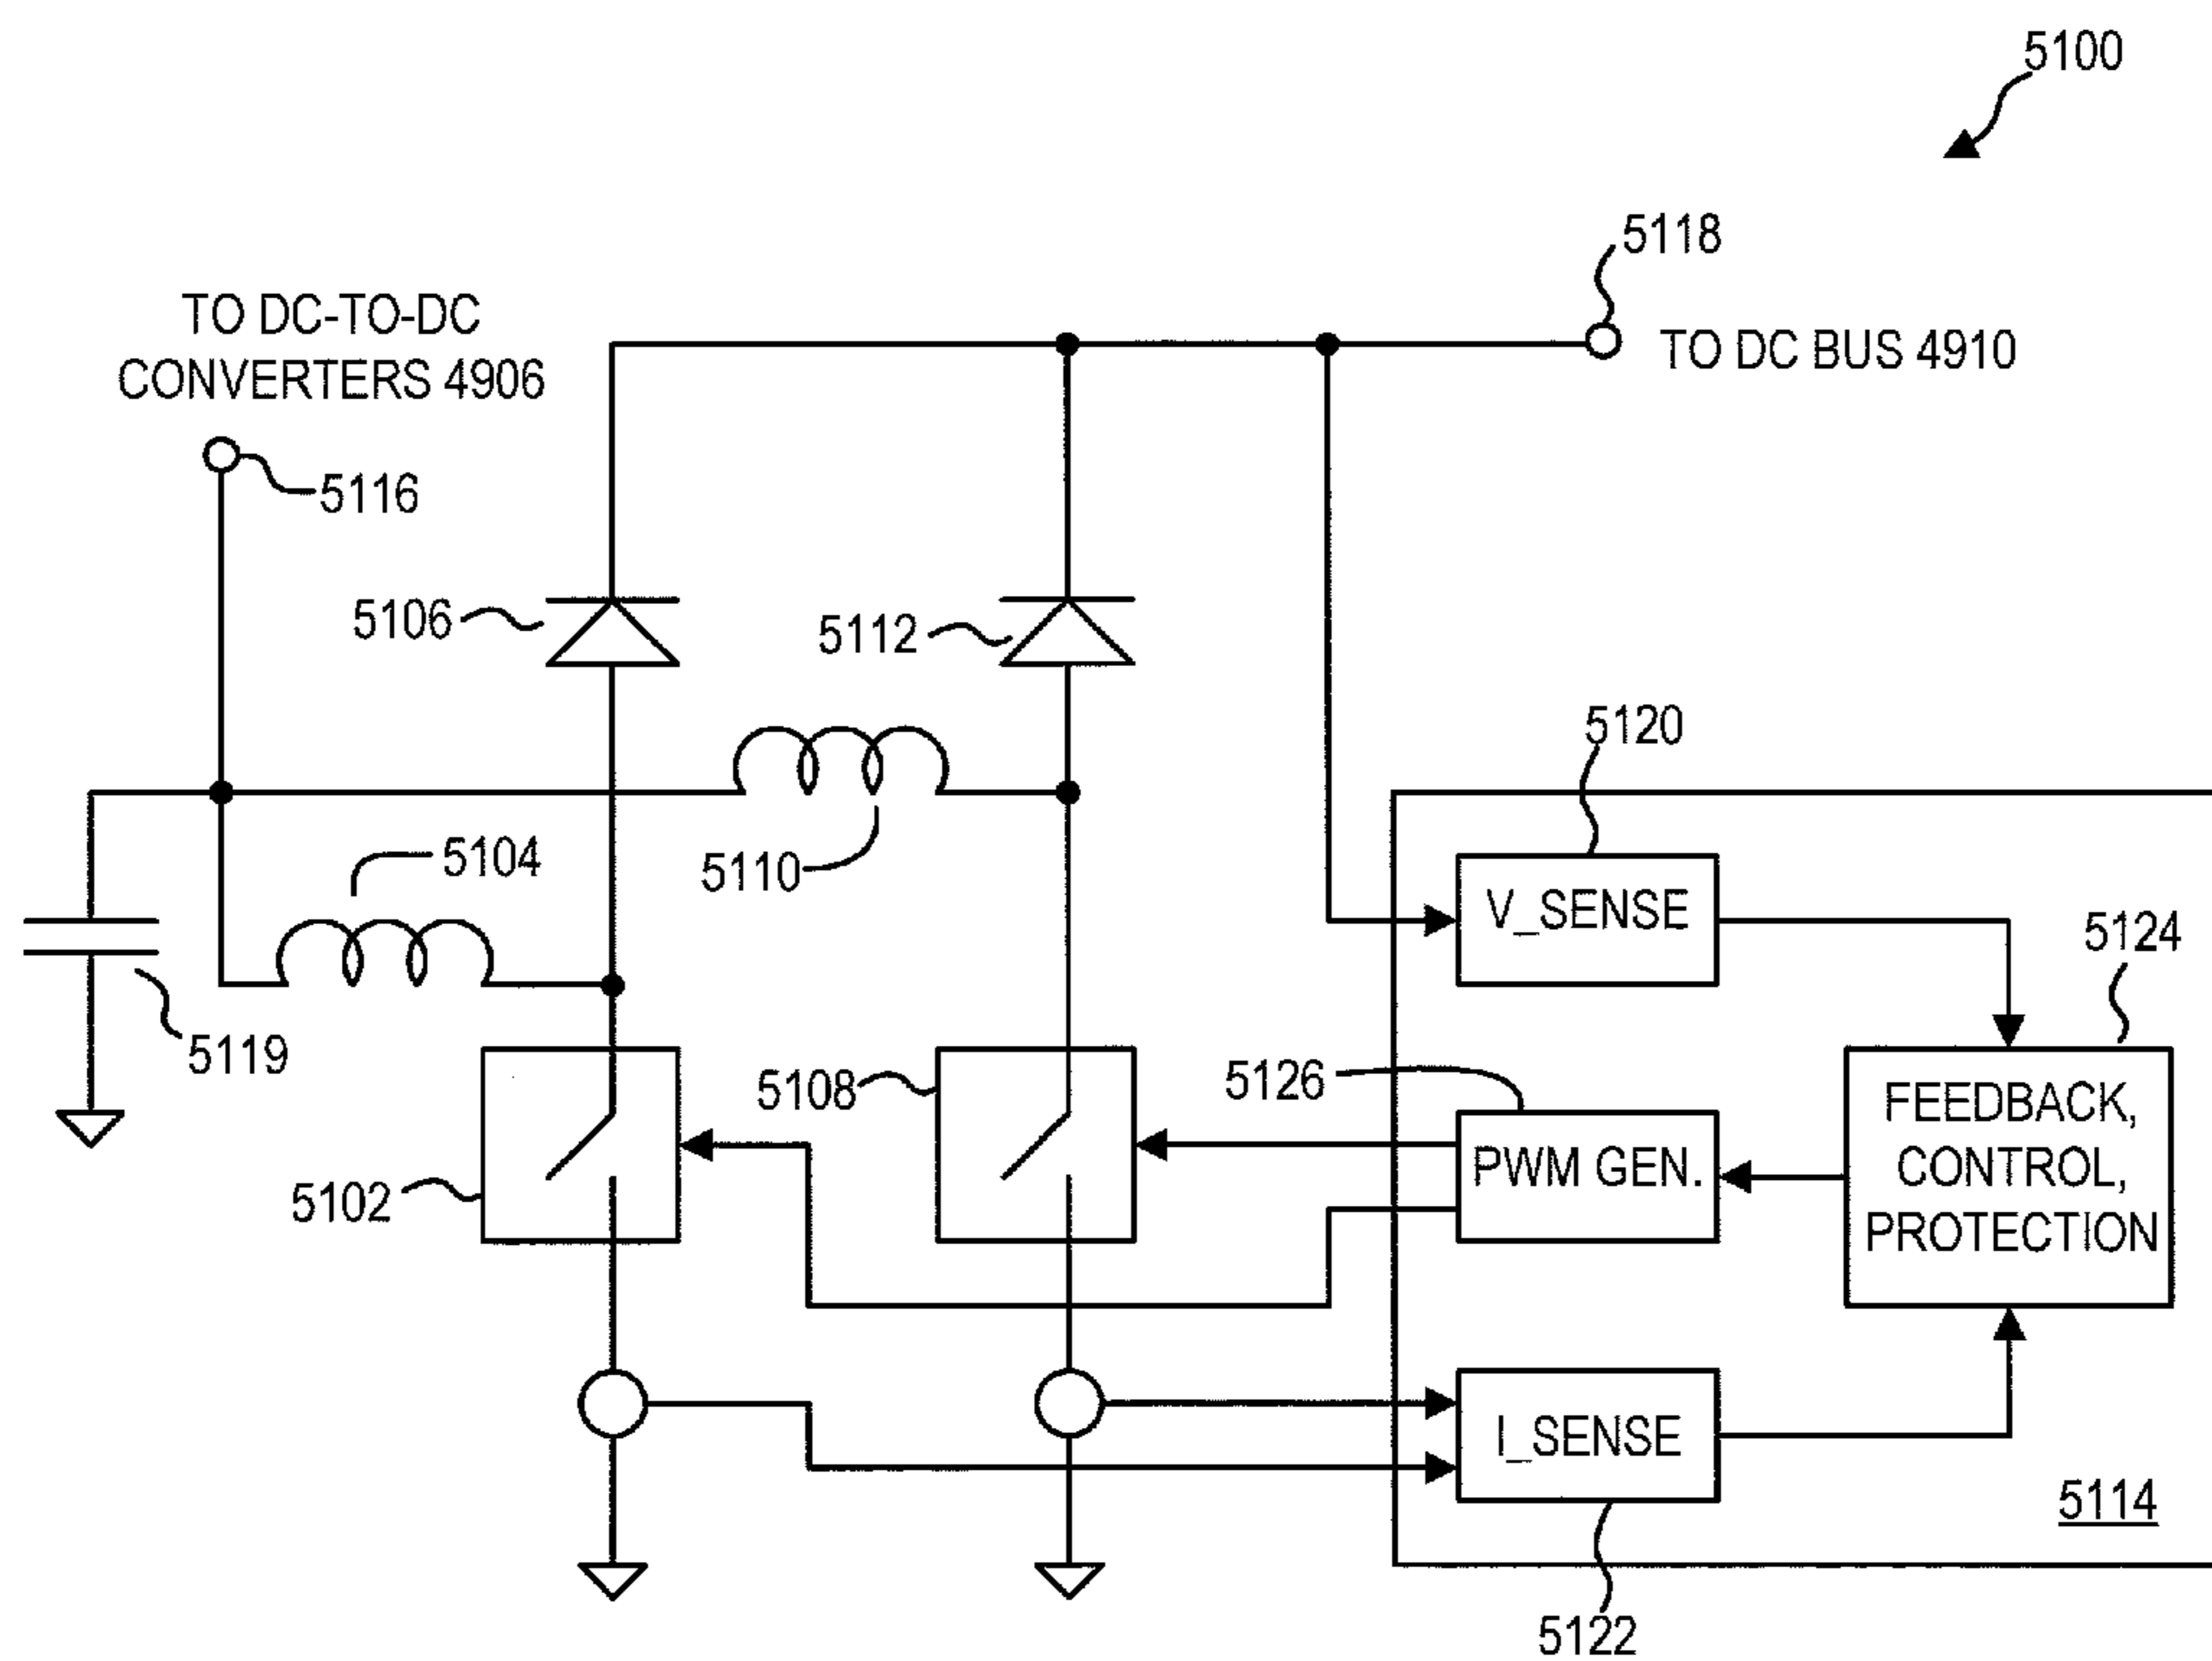 5100
5118
TO DC-TO-DC
CONVERTERS 4906
TO DC BUS 4910
5116
5106
5112
5120
5104
5110
V_SENSE
5124
5119
5126
5108
FEEDBACK,
CONTROL,
PROTECTION
PWM GEN.
5102
I_SENSE
5114
5122